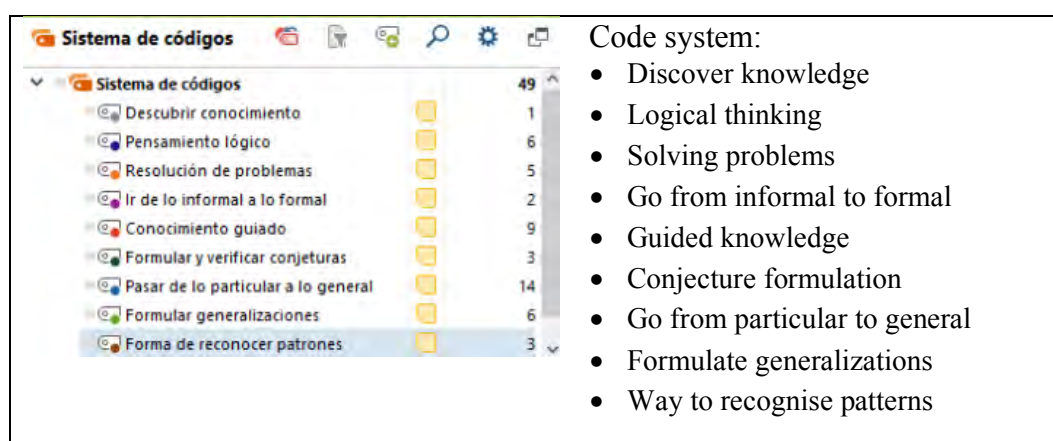 Sistema de códigos
Sistema de códigos 49
Descubrir conocimiento 1
Pensamiento lógico 6
Resolución de problemas 5
Ir de lo informal a lo formal 2
Conocimiento guiado 9
Formular y verificar conjeturas 3
Pasar de lo particular a lo general 14
Formular generalizaciones 6
Forma de reconocer patrones 3
Code system:
• Discover knowledge
• Logical thinking
• Solving problems
• Go from informal to formal
• Guided knowledge
• Conjecture formulation
• Go from particular to general
• Formulate generalizations
• Way to recognise patterns